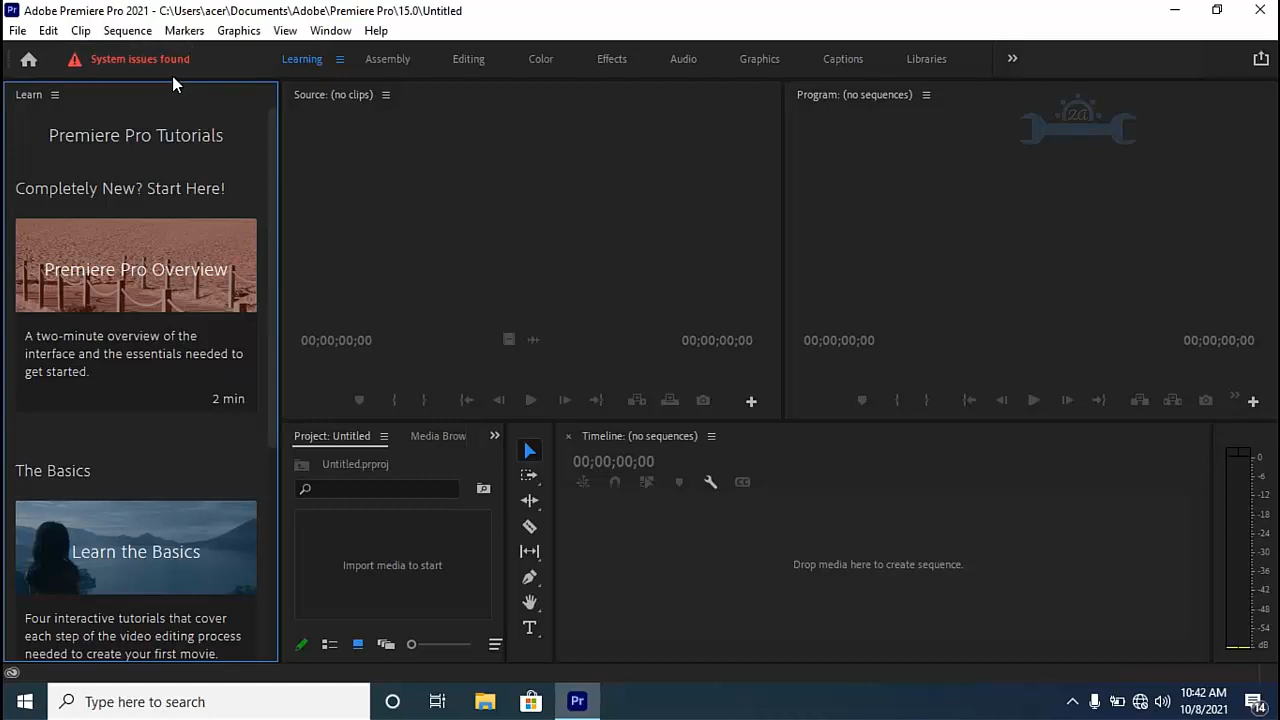 Adobe Premiere Pro 2021 - C:\Users\acer\Documents\Adobe\Premiere Pro\15.0\Untitled
File Edit Clip Sequence Markers Graphics View Window Help
System issues found
Learning Assembly Editing Color Effects Audio Graphics Captions Libraries
Learn
Source: (no clips)
Program: (no sequences)
za
Premiere Pro Tutorials
Completely New? Start Here!
Premiere Pro Overview
A two-minute overview of the
interface and the essentials needed to
get started.
2 min
The Basics
Learn the Basics
Four interactive tutorials that cover
each step of the video editing process
needed to create your first movie.
00;00;00;00
00;00;00;00
00;00;00;00
00;00;00;00
Project: Untitled
Media Brow
Untitled.prproj
Import media to start
Timeline: (no sequences)
00;00;00;00
Drop media here to create sequence.
0
-6
-12
-18
-24
-30
-36
-42
-48
-54
dB
Type here to search
10:42 AM
10/8/2021
14